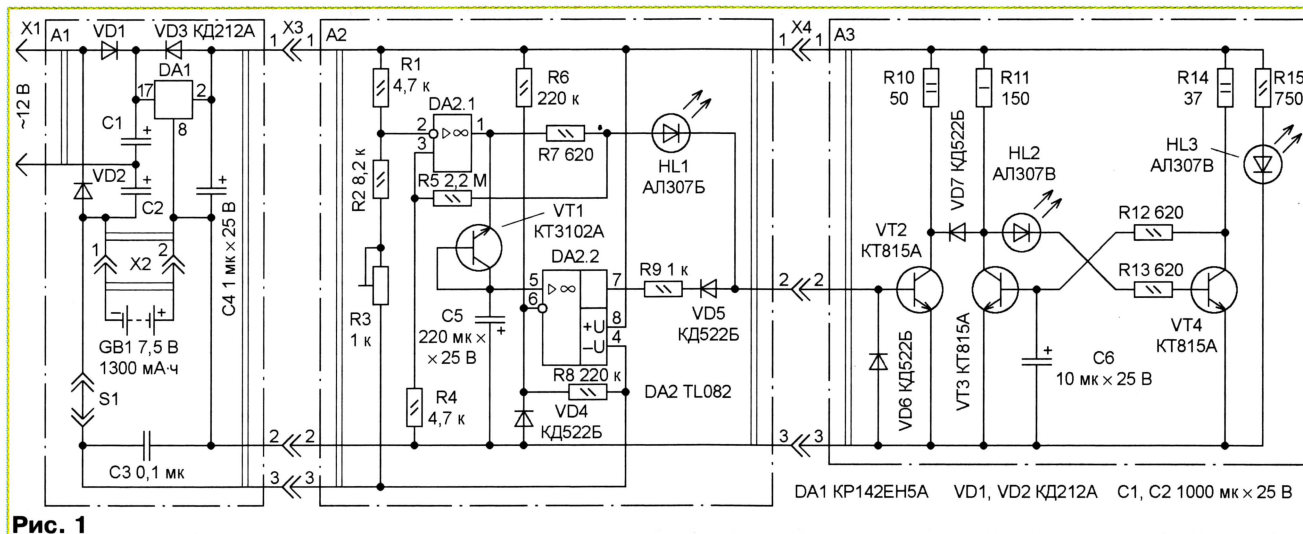 X1
A1
VD1
VD3 КД212А
X3
A2
X4
A3
~12 В
DA1
17
2
8
C1
+
VD2
C2
+
+
C4 1 мк × 25 В
1
2
X2
−
+
GB1 7,5 В
1300 мА·ч
S1
C3 0,1 мк
1
1
2
2
3
3
R1
4,7 к
R2 8,2 к
R3
1 к
DA2.1
2
3
▷∞
1
R5 2,2 М
R4
4,7 к
R6
220 к
R7 620
HL1
АЛ307Б
VT1
КТ3102А
C5
220 мк ×
× 25 В
+
DA2.2
5
6
▷∞
7
+U
8
−U
4
R8 220 к
VD4
КД522Б
R9 1 к
VD5
КД522Б
DA2 TL082
1
1
2
2
3
3
R10
50
R11
150
R14
37
R15
750
VD7 КД522Б
HL2
АЛ307В
HL3
АЛ307В
VT2
КТ815А
R12 620
R13 620
VD6 КД522Б
VT3 КТ815А
+
C6
10 мк × 25 В
VT4
КТ815А
DA1 КР142ЕН5А
VD1, VD2 КД212А
C1, C2 1000 мк × 25 В
Рис. 1